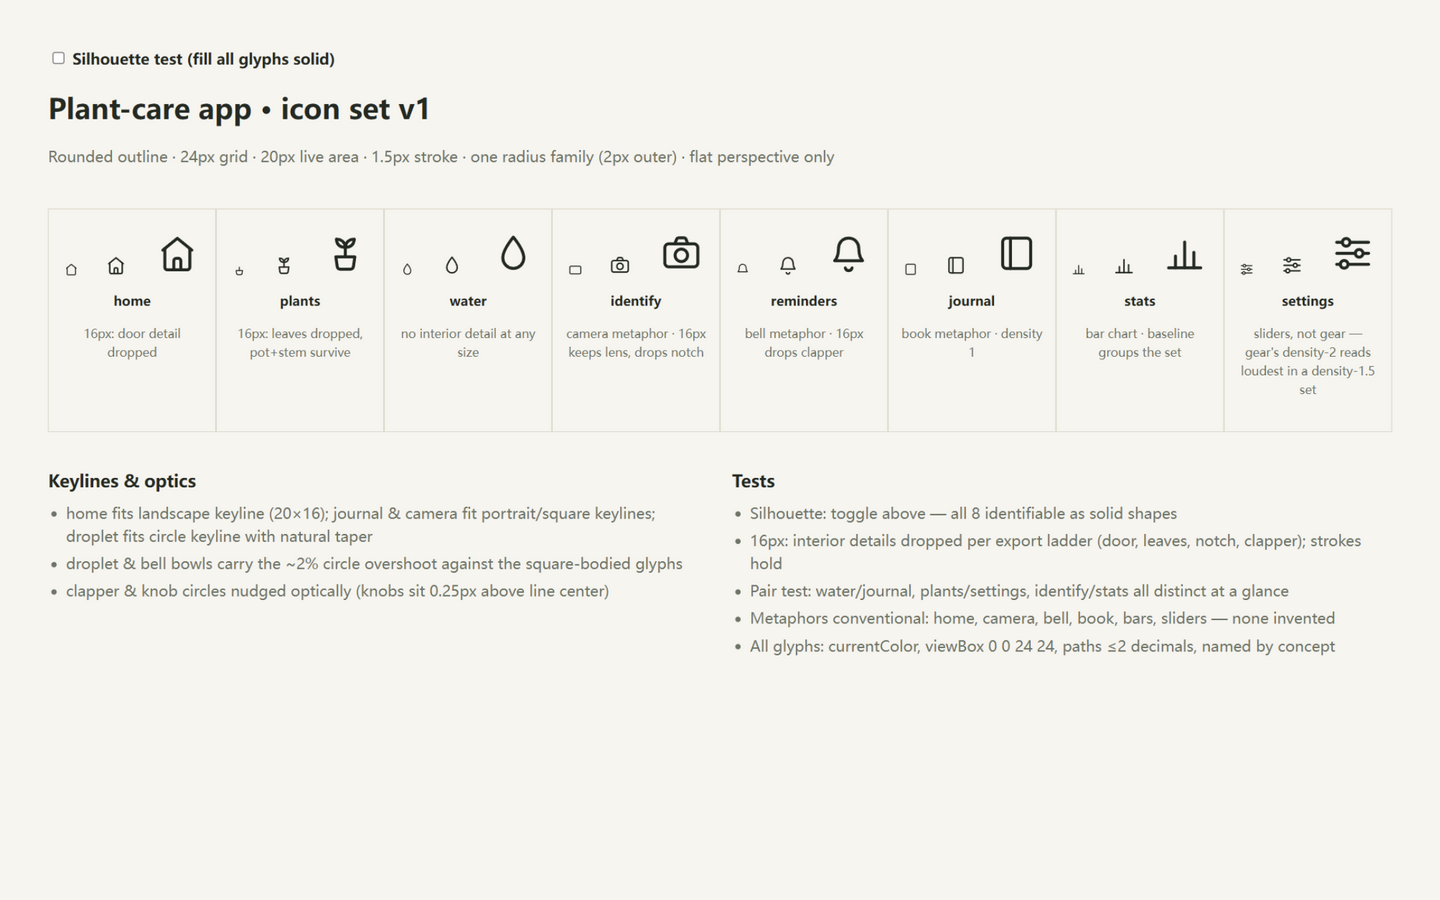 Silhouette test (fill all glyphs solid)
Plant-care app • icon set v1
Rounded outline · 24px grid · 20px live area · 1.5px stroke · one radius family (2px outer) · flat perspective only
home
16px: door detail
dropped
plants
16px: leaves dropped,
pot+stem survive
water
no interior detail at any
size
identify
camera metaphor · 16px
keeps lens, drops notch
reminders
bell metaphor · 16px
drops clapper
journal
book metaphor · density
1
stats
bar chart · baseline
groups the set
settings
sliders, not gear —
gear's density-2 reads
loudest in a density-1.5
set
Keylines & optics
• home fits landscape keyline (20×16); journal & camera fit portrait/square keylines;
droplet fits circle keyline with natural taper
• droplet & bell bowls carry the ~2% circle overshoot against the square-bodied glyphs
• clapper & knob circles nudged optically (knobs sit 0.25px above line center)
Tests
• Silhouette: toggle above — all 8 identifiable as solid shapes
• 16px: interior details dropped per export ladder (door, leaves, notch, clapper); strokes
hold
• Pair test: water/journal, plants/settings, identify/stats all distinct at a glance
• Metaphors conventional: home, camera, bell, book, bars, sliders — none invented
• All glyphs: currentColor, viewBox 0 0 24 24, paths ≤2 decimals, named by concept